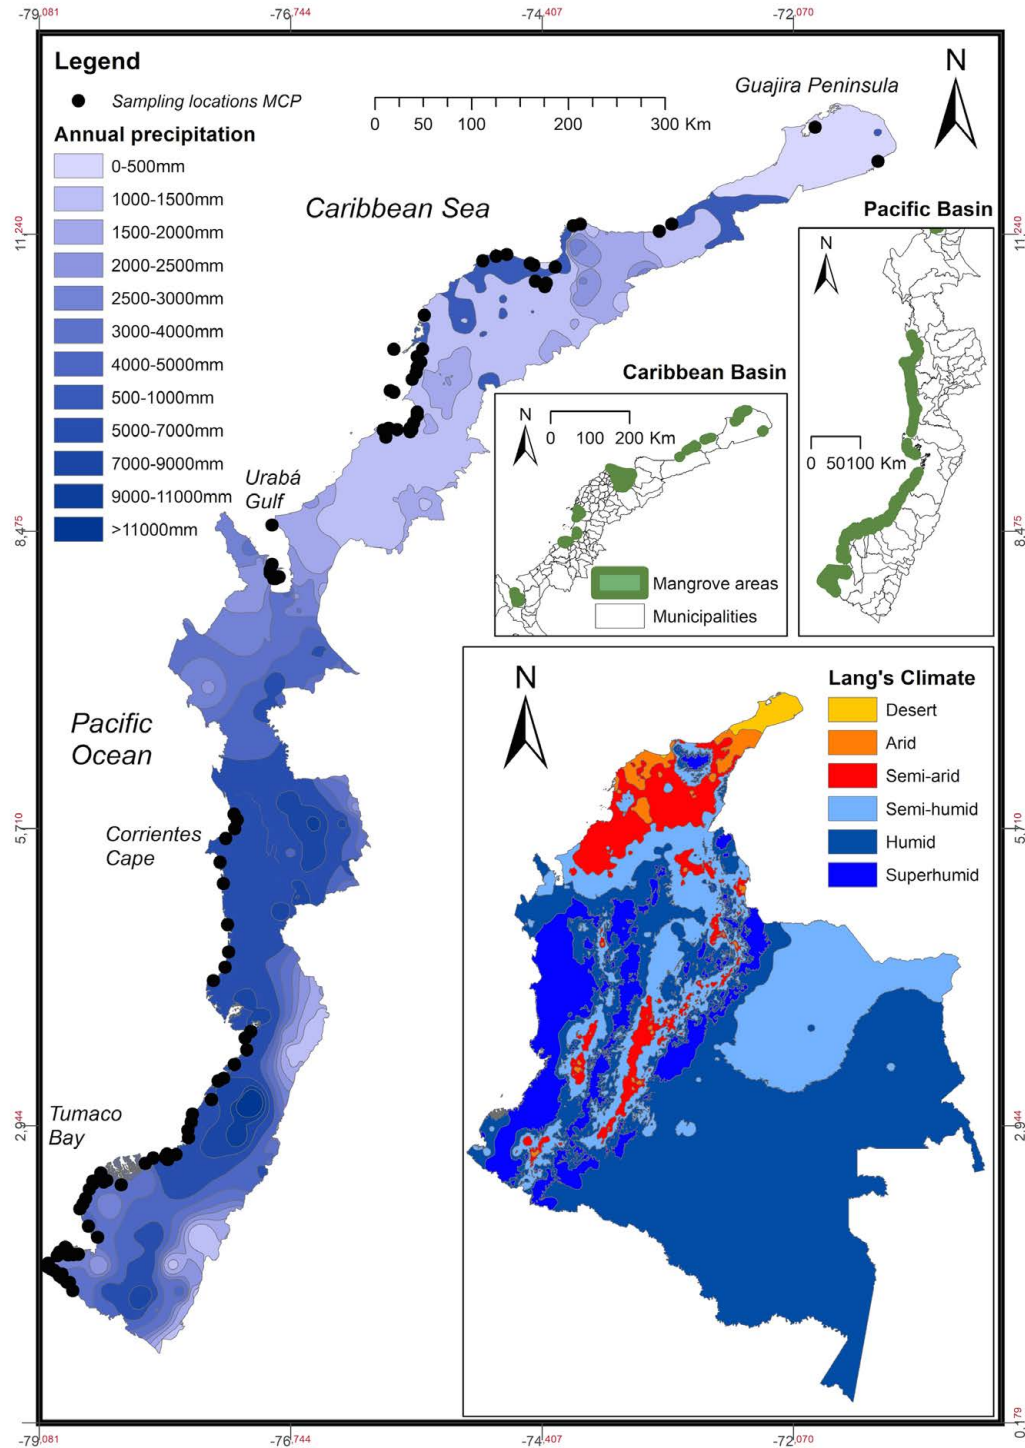 -79,081 -76,744 -74,407 -72,070
Legend
Sampling locations MCP
Annual precipitation
0-500mm
1000-1500mm
1500-2000mm
2000-2500mm
2500-3000mm
3000-4000mm
4000-5000mm
500-1000mm
5000-7000mm
7000-9000mm
9000-11000mm
>11000mm
0 50 100 200 300 Km
N
Guajira Peninsula
Caribbean Sea
11,240
11,240
Pacific Basin
N
0 50100 Km
Caribbean Basin
N
0 100 200 Km
Mangrove areas
Municipalities
Urabá
Gulf
8,475
8,475
Pacific
Ocean
Corrientes
Cape
5,710
5,710
Tumaco
Bay
2,944
2,944
N
Lang's Climate
Desert
Arid
Semi-arid
Semi-humid
Humid
Superhumid
0,179
-79,081 -76,744 -74,407 -72,070